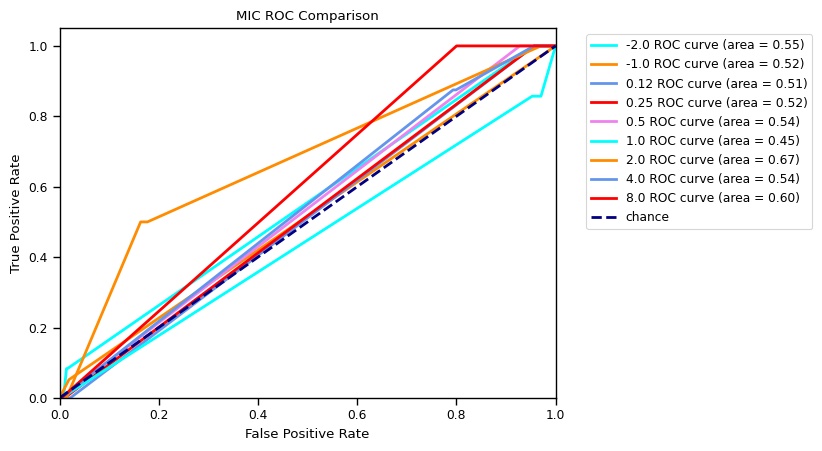 MIC ROC Comparison
1.0
0.8
0.6
0.4
0.2
0.0
True Positive Rate
0.0 0.2 0.4 0.6 0.8 1.0
False Positive Rate
-2.0 ROC curve (area = 0.55)
-1.0 ROC curve (area = 0.52)
0.12 ROC curve (area = 0.51)
0.25 ROC curve (area = 0.52)
0.5 ROC curve (area = 0.54)
1.0 ROC curve (area = 0.45)
2.0 ROC curve (area = 0.67)
4.0 ROC curve (area = 0.54)
8.0 ROC curve (area = 0.60)
chance